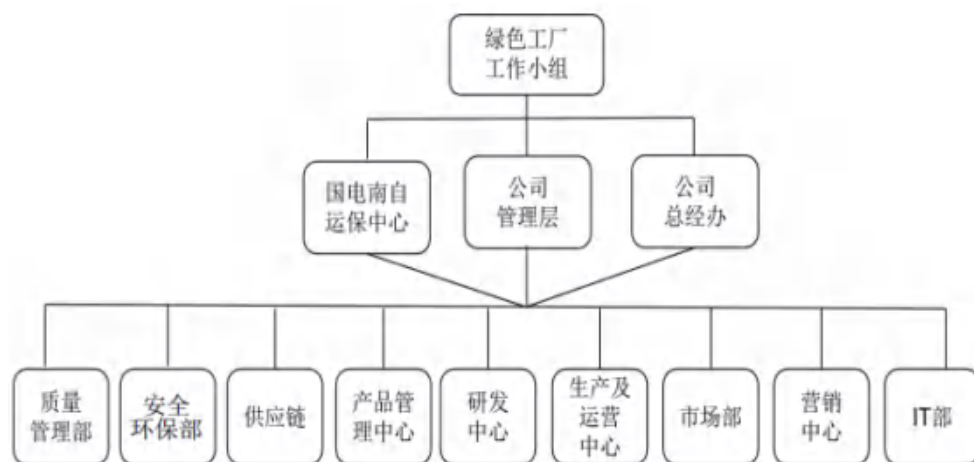 绿色工厂
工作小组
国电南自
运保中心
公司
管理层
公司
总经办
质量
管理部
安全
环保部
供应链
产品管
理中心
研发
中心
生产及
运营
中心
市场部
营销
中心
IT部